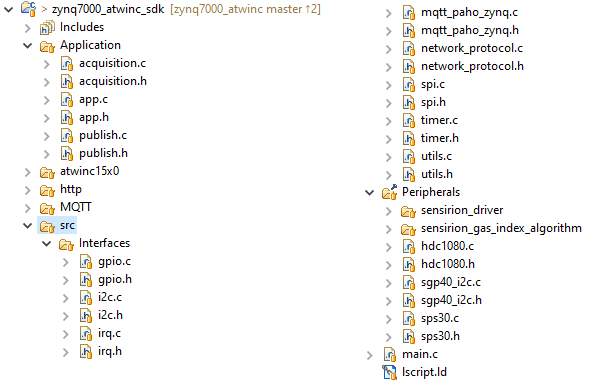 > zynq7000_atwinc_sdk [zynq7000_atwinc master ↑2]
Includes
Application
acquisition.c
acquisition.h
app.c
app.h
publish.c
publish.h
atwinc15x0
http
MQTT
src
Interfaces
gpio.c
gpio.h
i2c.c
i2c.h
irq.c
irq.h
mqtt_paho_zynq.c
mqtt_paho_zynq.h
network_protocol.c
network_protocol.h
spi.c
spi.h
timer.c
timer.h
utils.c
utils.h
Peripherals
sensirion_driver
sensirion_gas_index_algorithm
hdc1080.c
hdc1080.h
sgp40_i2c.c
sgp40_i2c.h
sps30.c
sps30.h
main.c
lscript.ld